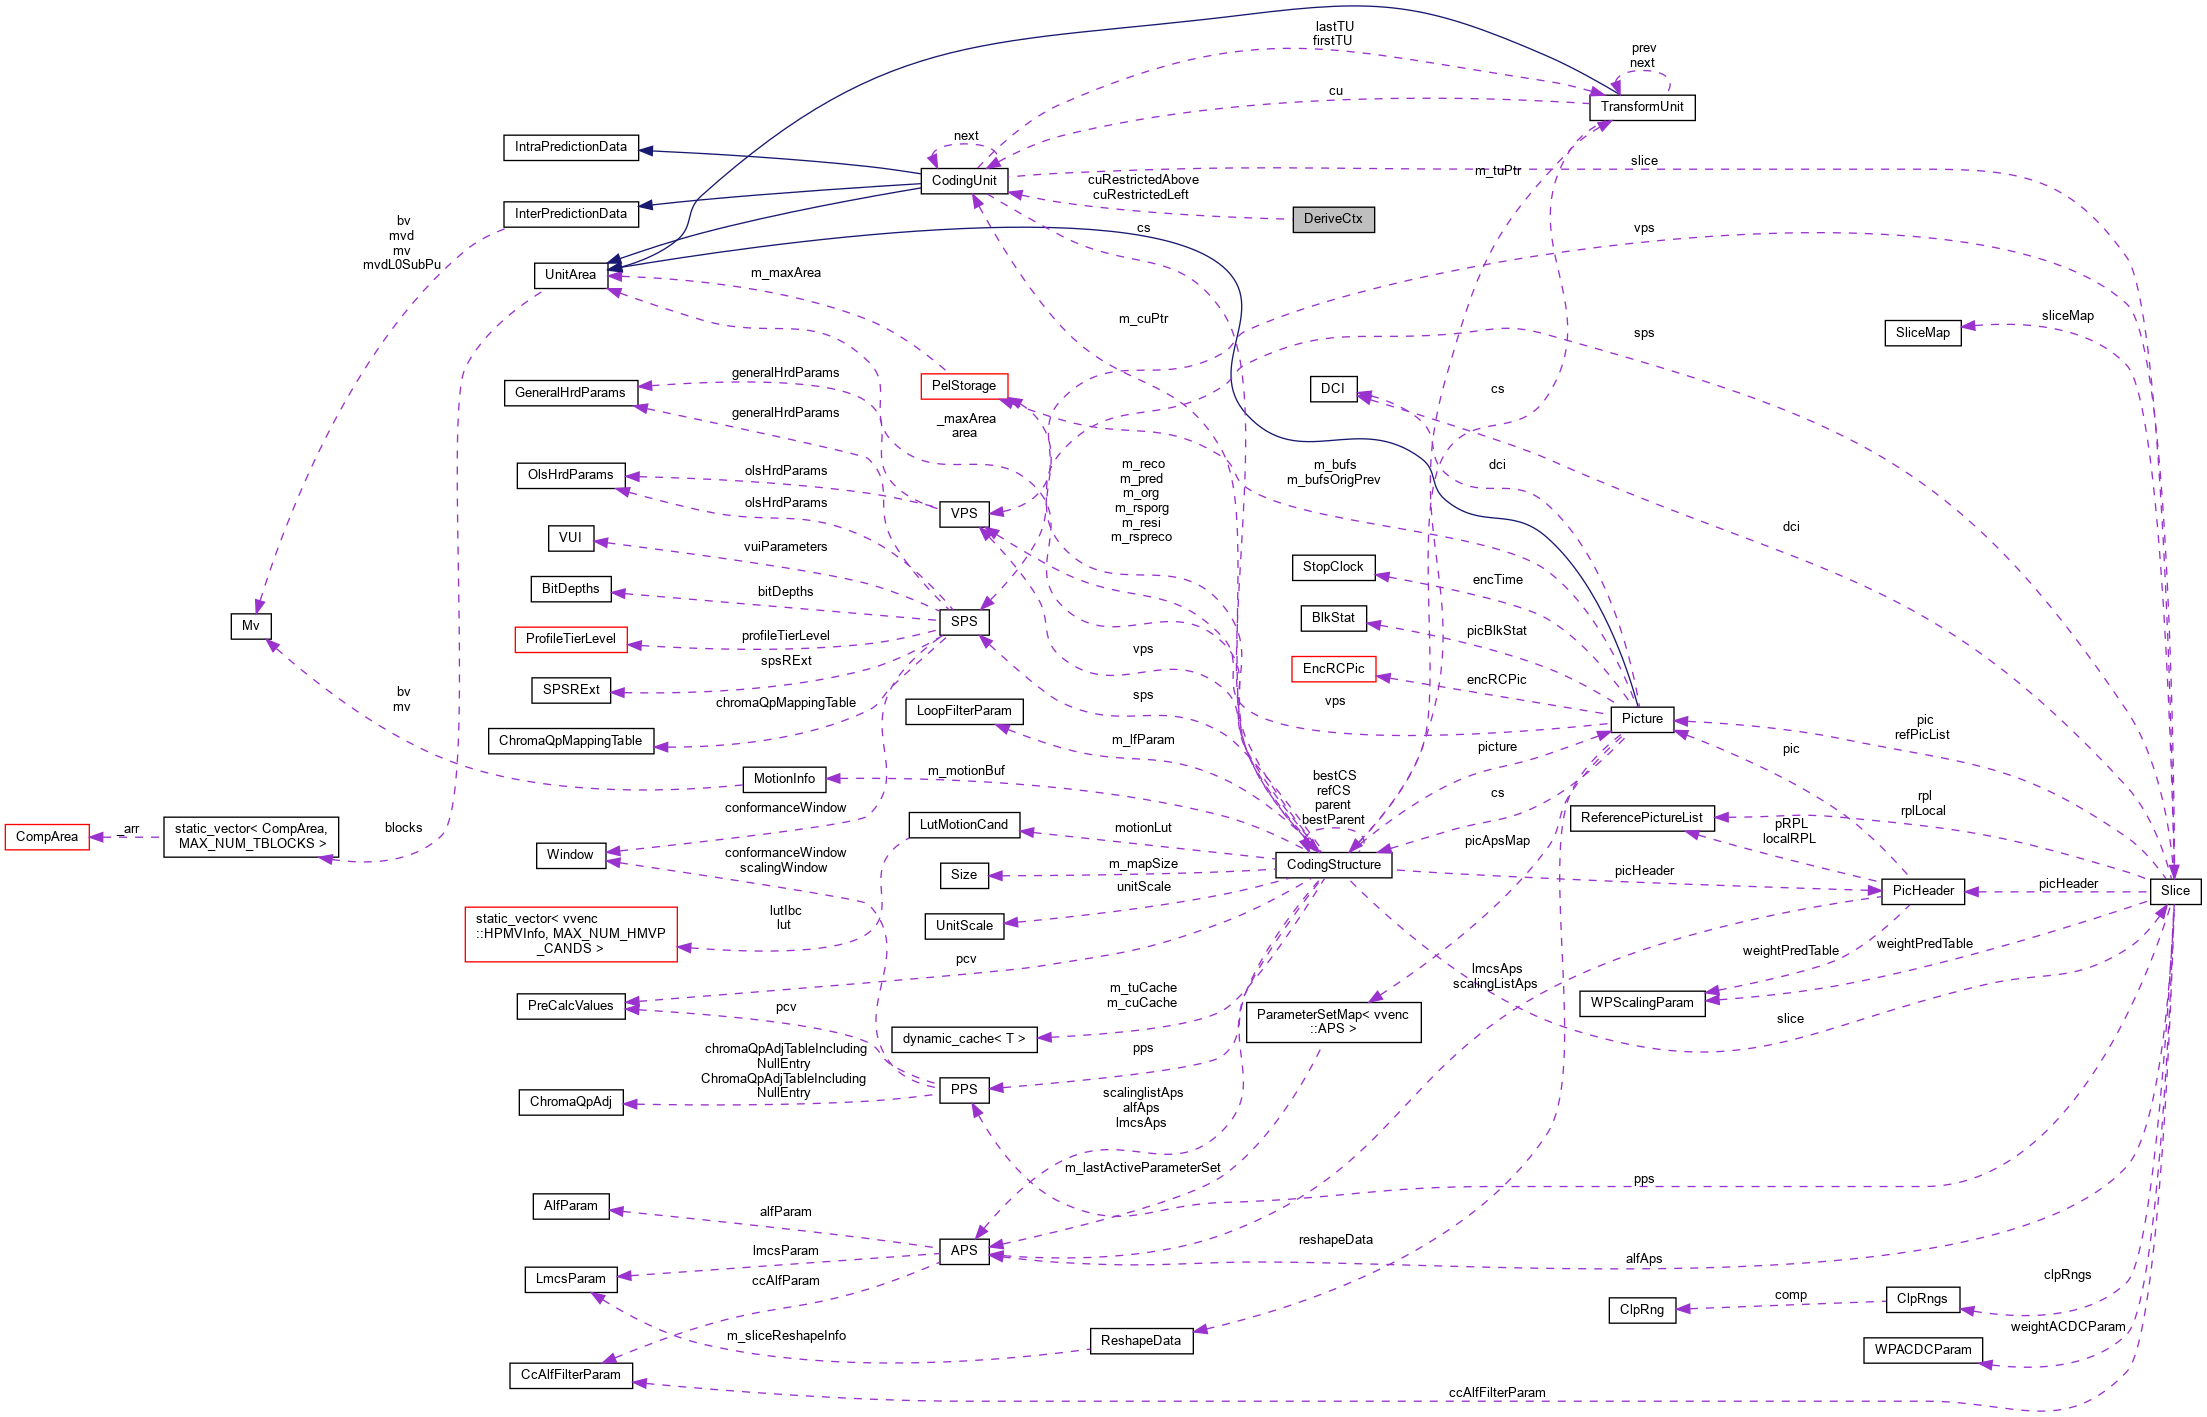 lastTU
firstTU
prev
next
cu
TransformUnit
IntraPredictionData
next
slice
m_tuPtr
CodingUnit
cuRestrictedAbove
cuRestrictedLeft
InterPredictionData
DeriveCtx
bv
mvd
mv
mvdL0SubPu
cs
vps
UnitArea
m_maxArea
m_cuPtr
sliceMap
SliceMap
sps
generalHrdParams
GeneralHrdParams
PelStorage
DCI
cs
generalHrdParams
_maxArea
area
olsHrdParams
OlsHrdParams
m_reco
m_pred
m_org
m_rsporg
m_resi
m_rspreco
m_bufs
m_bufsOrigPrev
dci
olsHrdParams
VPS
dci
VUI
vuiParameters
StopClock
encTime
BitDepths
bitDepths
Mv
SPS
BlkStat
picBlkStat
ProfileTierLevel
profileTierLevel
vps
EncRCPic
encRCPic
SPSRExt
spsRExt
sps
vps
chromaQpMappingTable
LoopFilterParam
Picture
pic
refPicList
bv
mv
ChromaQpMappingTable
m_lfParam
picture
pic
MotionInfo
m_motionBuf
bestCS
refCS
parent
bestParent
cs
conformanceWindow
rpl
rplLocal
CompArea
_arr
static_vector< CompArea,
MAX_NUM_TBLOCKS >
blocks
LutMotionCand
motionLut
ReferencePictureList
pRPL
localRPL
picApsMap
Window
conformanceWindow
scalingWindow
Size
m_mapSize
CodingStructure
picHeader
PicHeader
picHeader
Slice
unitScale
UnitScale
static_vector< vvenc
::HPMVInfo, MAX_NUM_HMVP
_CANDS >
lutIbc
lut
pcv
weightPredTable
weightPredTable
lmcsAps
scalingListAps
PreCalcValues
pcv
m_tuCache
m_cuCache
ParameterSetMap< vvenc
::APS >
WPScalingParam
slice
dynamic_cache< T >
pps
chromaQpAdjTableIncluding
NullEntry
ChromaQpAdjTableIncluding
NullEntry
ChromaQpAdj
PPS
scalinglistAps
alfAps
lmcsAps
m_lastActiveParameterSet
pps
AlfParam
alfParam
APS
reshapeData
alfAps
lmcsParam
LmcsParam
ccAlfParam
clpRngs
ClpRng
comp
ClpRngs
m_sliceReshapeInfo
ReshapeData
weightACDCParam
WPACDCParam
CcAlfFilterParam
ccAlfFilterParam